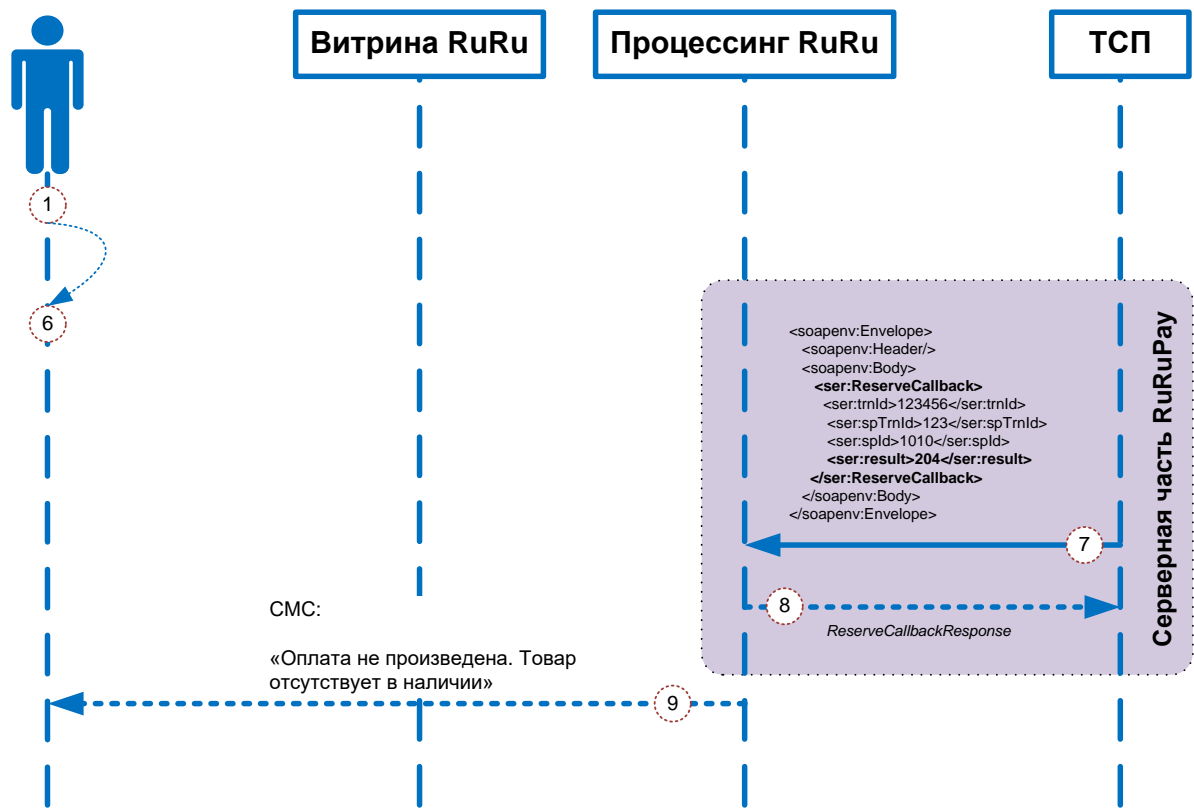 Витрина RuRu
Процессинг RuRu
ТСП
1
6
<soapenv:Envelope>
<soapenv:Header/>
<soapenv:Body>
<ser:ReserveCallback>
<ser:trnId>123456</ser:trnId>
<ser:spTrnId>123</ser:spTrnId>
<ser:spId>1010</ser:spId>
<ser:result>204</ser:result>
</ser:ReserveCallback>
</soapenv:Body>
</soapenv:Envelope>
Серверная часть RuRuPay
7
8
ReserveCallbackResponse
СМС:
«Оплата не произведена. Товар
отсутствует в наличии»
9